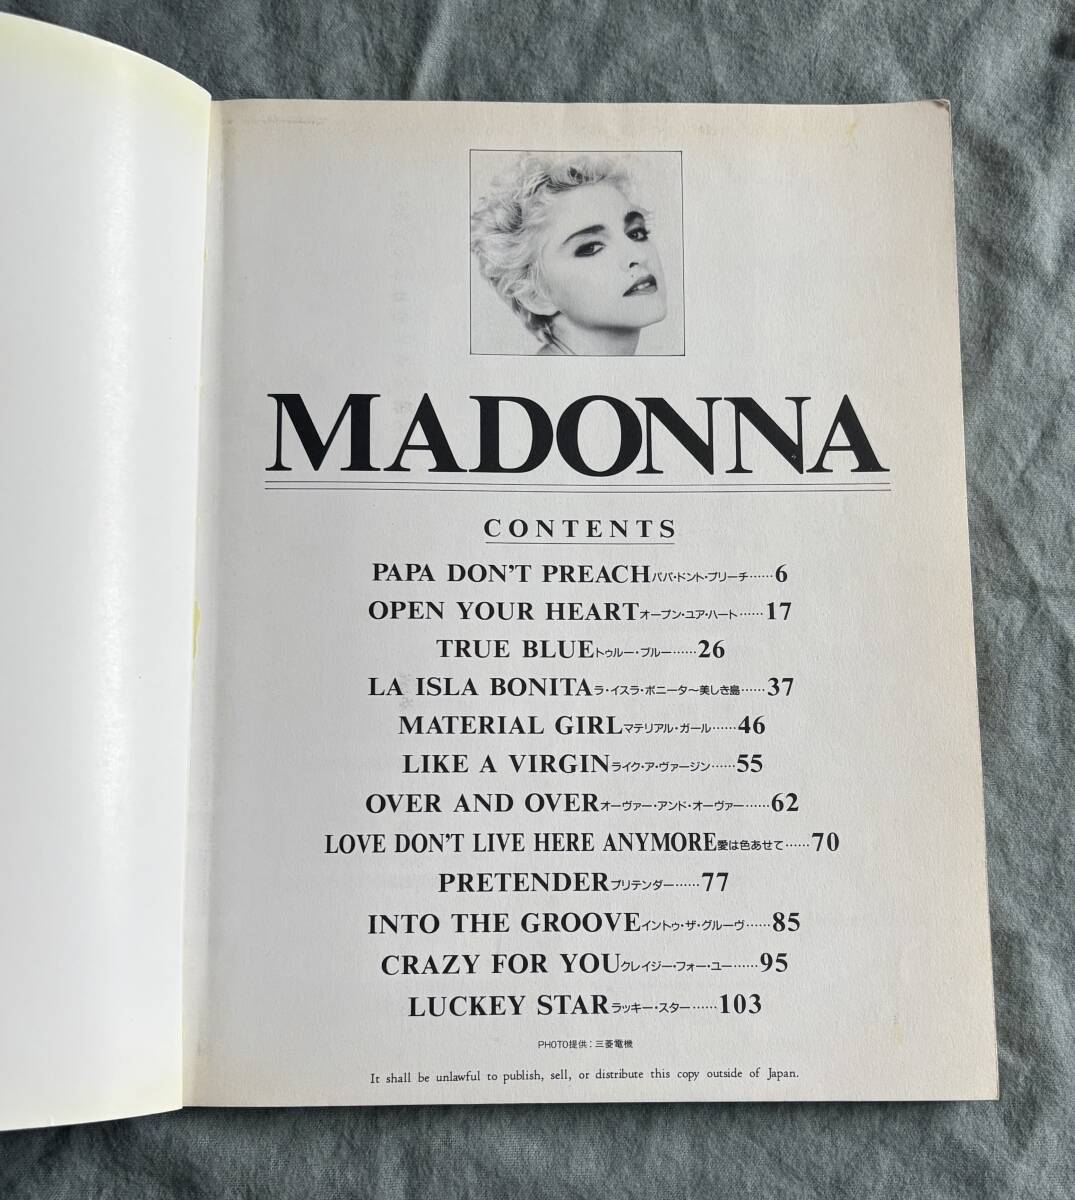 MADONNA
CONTENTS
PAPA DON'T PREACHパパ・ドント・プリーチ……6
OPEN YOUR HEARTオープン・ユア・ハート……17
TRUE BLUEトゥルー・ブルー……26
LA ISLA BONITAラ・イスラ・ボニータ～美しき島……37
MATERIAL GIRLマテリアル・ガール……46
LIKE A VIRGINライク・ア・ヴァージン……55
OVER AND OVERオーヴァー・アンド・オーヴァー……62
LOVE DON'T LIVE HERE ANYMORE愛は色あせて……70
PRETENDERプリテンダー……77
INTO THE GROOVEイントゥ・ザ・グルーヴ……85
CRAZY FOR YOUクレイジー・フォー・ユー……95
LUCKEY STARラッキー・スター……103
PHOTO提供：三菱電機
It shall be unlawful to publish, sell, or distribute this copy outside of Japan.